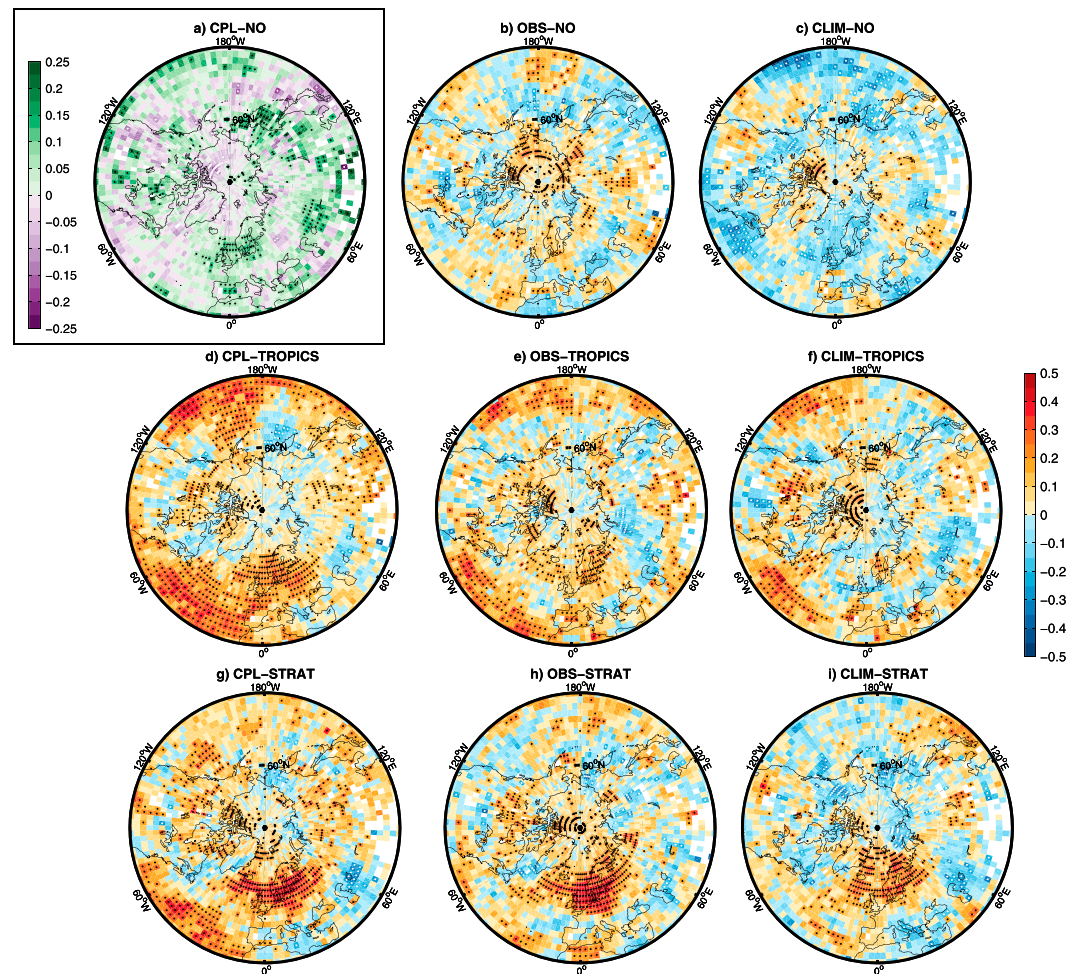 a) CPL−NO
180°W
120°W
120°E
60°N
60°W
60°E
0°
0.25
0.2
0.15
0.1
0.05
0
−0.05
−0.1
−0.15
−0.2
−0.25
b) OBS−NO
180°W
120°W
120°E
60°N
60°W
60°E
0°
c) CLIM−NO
180°W
120°W
120°E
60°N
60°W
60°E
0°
d) CPL−TROPICS
180°W
120°W
120°E
60°N
60°W
60°E
0°
e) OBS−TROPICS
180°W
120°W
120°E
60°N
60°W
60°E
0°
f) CLIM−TROPICS
180°W
120°W
120°E
60°N
60°W
60°E
0°
0.5
0.4
0.3
0.2
0.1
0
−0.1
−0.2
−0.3
−0.4
−0.5
g) CPL−STRAT
180°W
120°W
120°E
60°N
60°W
60°E
0°
h) OBS−STRAT
180°W
120°W
120°E
60°N
60°W
60°E
0°
i) CLIM−STRAT
180°W
120°W
120°E
60°N
60°W
60°E
0°